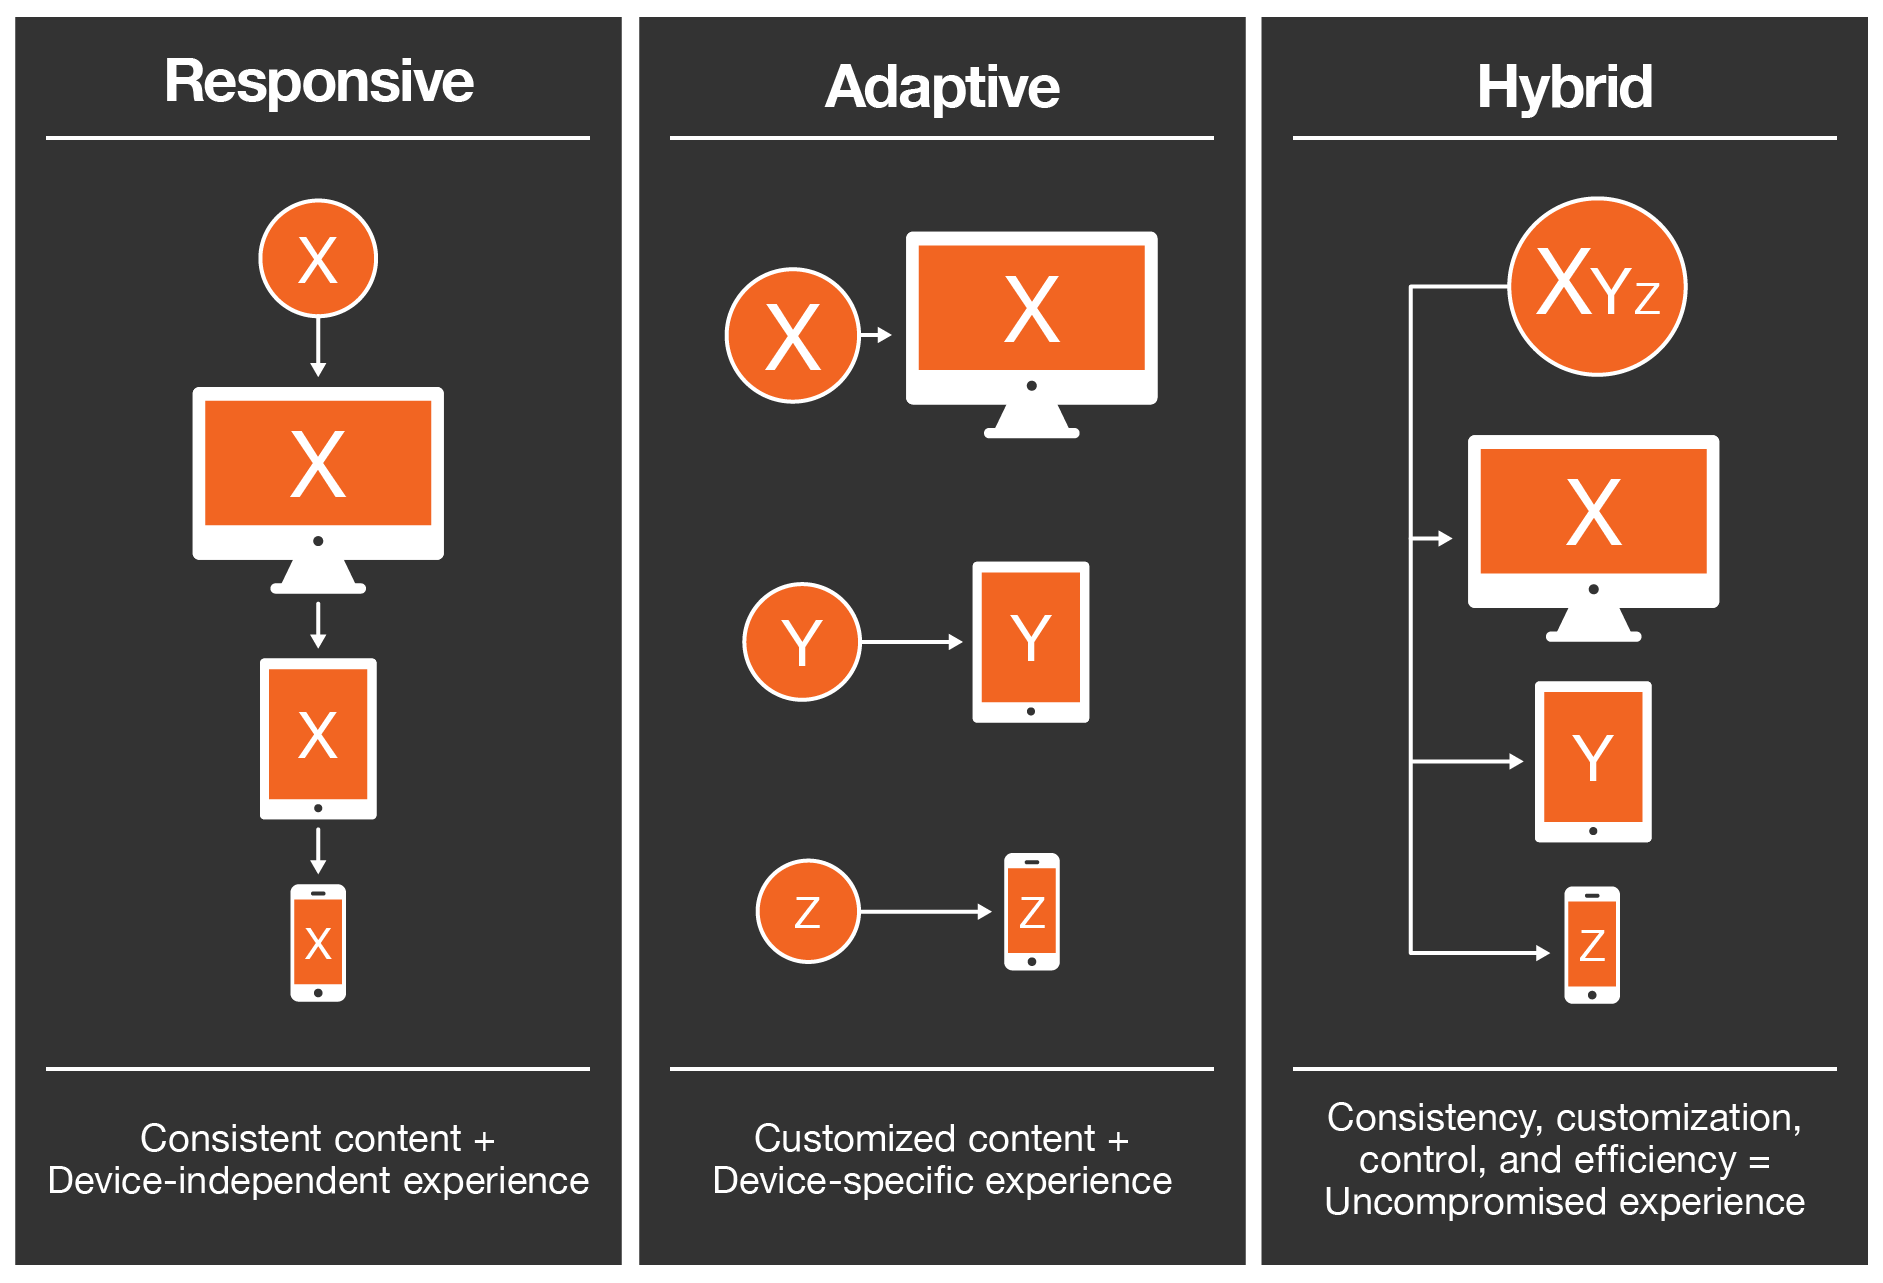 Responsive
X
X
X
X
Consistent content +
Device-independent experience
Adaptive
X
X
Y
Y
Z
Z
Customized content +
Device-specific experience
Hybrid
XYZ
X
Y
Z
Consistency, customization,
control, and efficiency =
Uncompromised experience